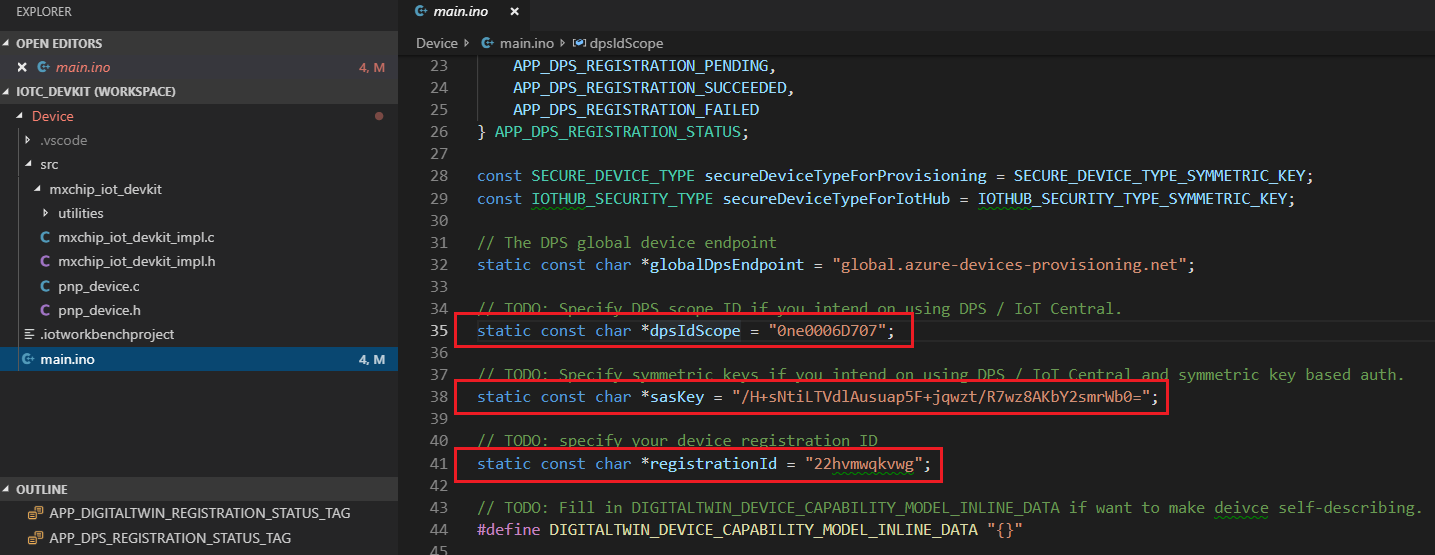 EXPLORER
OPEN EDITORS
main.ino 4, M
IOTC_DEVKIT (WORKSPACE)
Device
.vscode
src
mxchip_iot_devkit
utilities
mxchip_iot_devkit_impl.c
mxchip_iot_devkit_impl.h
pnp_device.c
pnp_device.h
.iotworkbenchproject
main.ino 4, M
OUTLINE
APP_DIGITALTWIN_REGISTRATION_STATUS_TAG
APP_DPS_REGISTRATION_STATUS_TAG
main.ino
Device main.ino dpsIdScope
23 APP_DPS_REGISTRATION_PENDING,
24 APP_DPS_REGISTRATION_SUCCEEDED,
25 APP_DPS_REGISTRATION_FAILED
26 } APP_DPS_REGISTRATION_STATUS;
27
28 const SECURE_DEVICE_TYPE secureDeviceTypeForProvisioning = SECURE_DEVICE_TYPE_SYMMETRIC_KEY;
29 const IOTHUB_SECURITY_TYPE secureDeviceTypeForIotHub = IOTHUB_SECURITY_TYPE_SYMMETRIC_KEY;
30
31 // The DPS global device endpoint
32 static const char *globalDpsEndpoint = "global.azure-devices-provisioning.net";
33
34 // TODO: Specify DPS scope ID if you intend on using DPS / IoT Central.
35 static const char *dpsIdScope = "0ne0006D707";
36
37 // TODO: Specify symmetric keys if you intend on using DPS / IoT Central and symmetric key based auth.
38 static const char *sasKey = "/H+sNtiLTVdlAusuap5F+jqwzt/R7wz8AKbY2smrWb0=";
39
40 // TODO: specify your device registration ID
41 static const char *registrationId = "22hvmwqkvwg";
42
43 // TODO: Fill in DIGITALTWIN_DEVICE_CAPABILITY_MODEL_INLINE_DATA if want to make deivce self-describing.
44 #define DIGITALTWIN_DEVICE_CAPABILITY_MODEL_INLINE_DATA "{}"
45